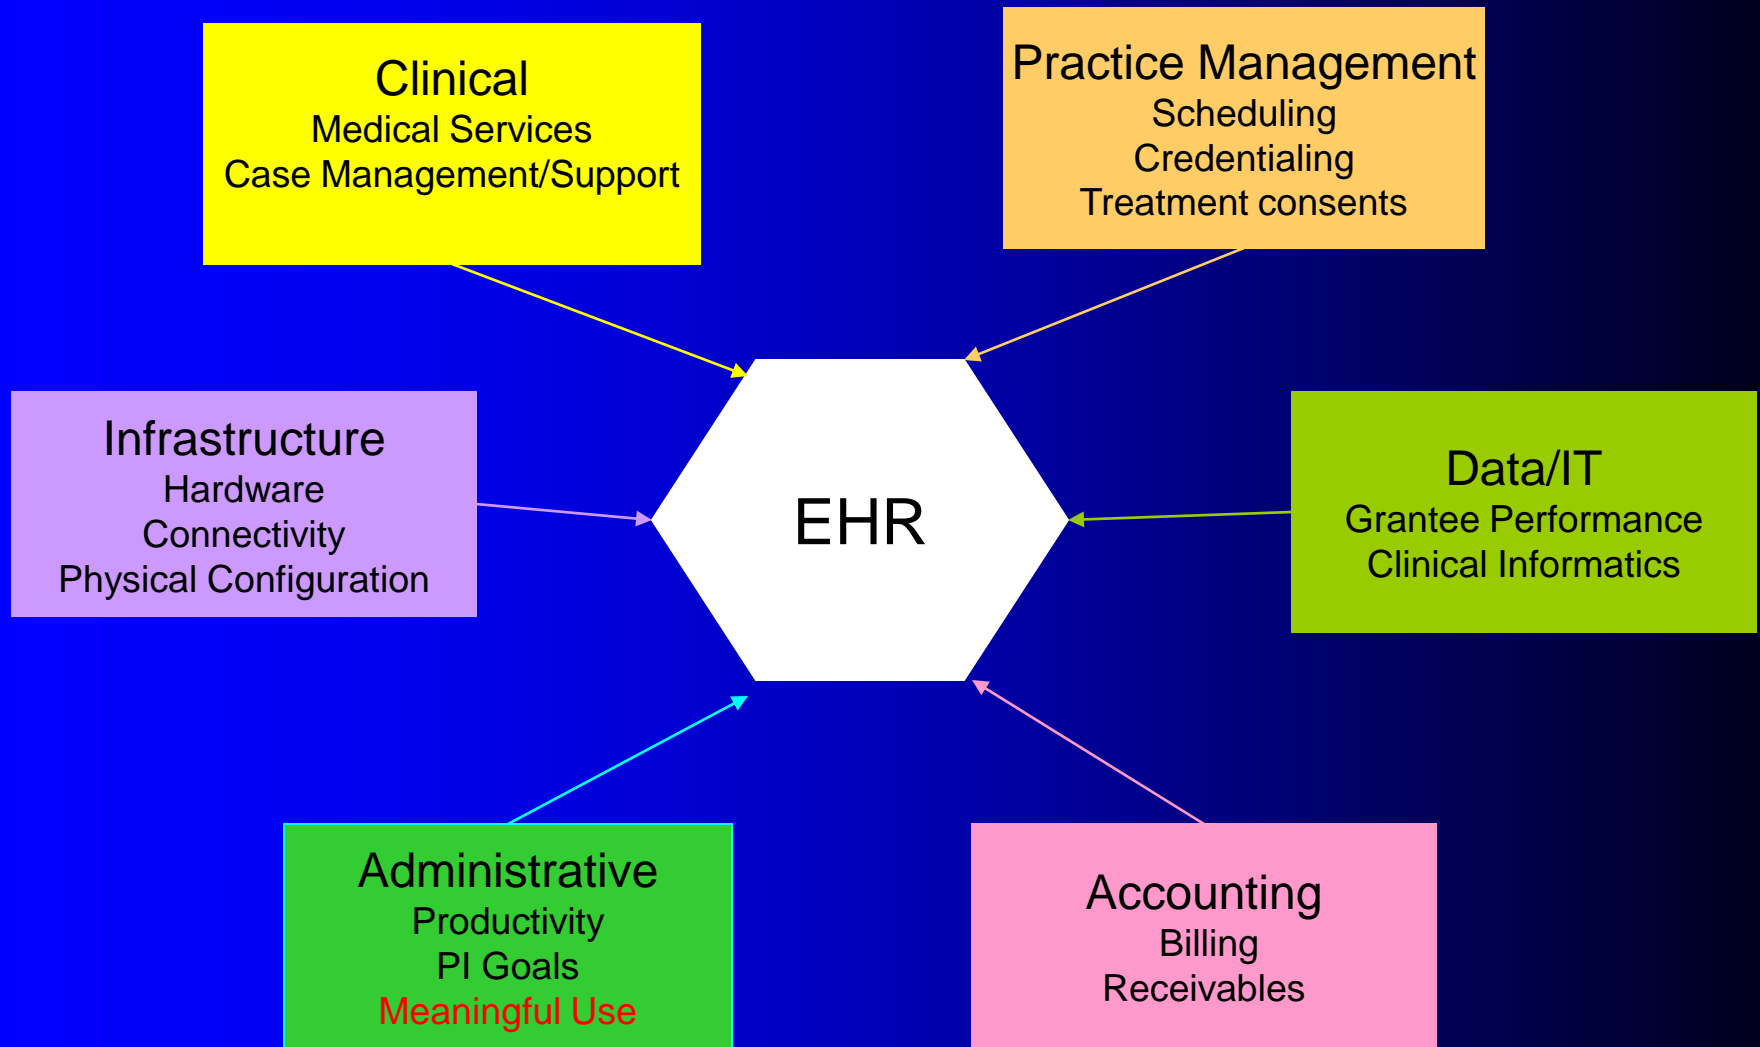 Clinical
Medical Services
Case Management/Support
Practice Management
Scheduling
Credentialing
Treatment consents
Infrastructure
Hardware
Connectivity
Physical Configuration
EHR
Data/IT
Grantee Performance
Clinical Informatics
Administrative
Productivity
PI Goals
Meaningful Use
Accounting
Billing
Receivables